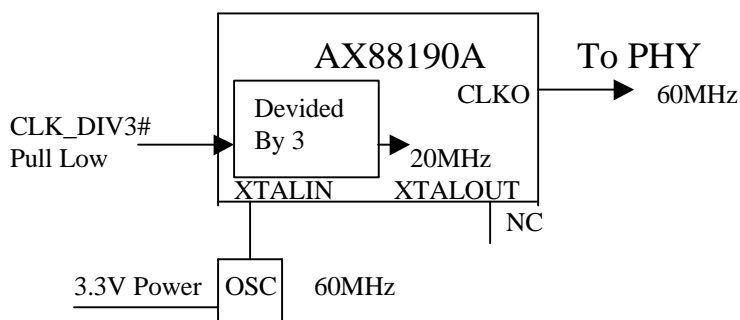 AX88190A
To PHY
CLKO
60MHz
Devided
By 3
CLK_DIV3#
Pull Low
20MHz
XTALIN
XTALOUT
NC
3.3V Power
OSC
60MHz